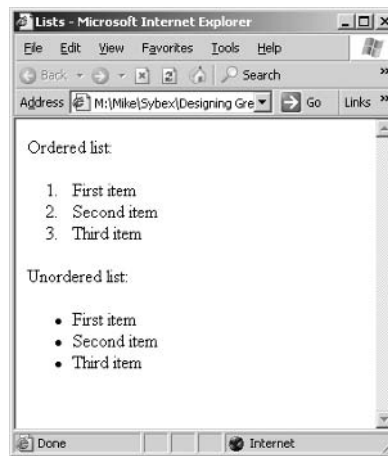 Lists - Microsoft Internet Explorer
File Edit View Favorites Tools Help
Back Search »
Address M:\Mike\Sybex\Designing Gre Go Links »
Ordered list:
1. First item
2. Second item
3. Third item
Unordered list:
• First item
• Second item
• Third item
Done Internet